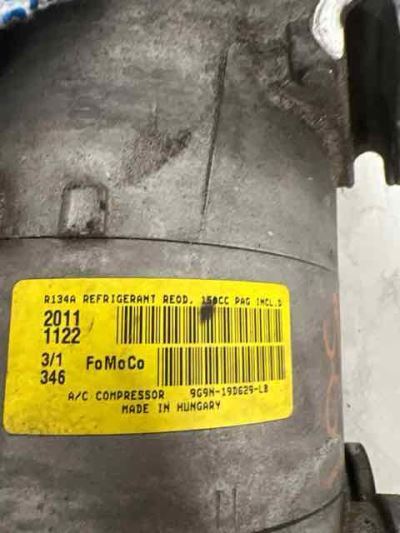 R134A REFRIGERANT REQD, 150CC PAG INCL.D
2011
1122
3/1 FoMoCo
346
A/C COMPRESSOR 9G9N-19D629-LB
MADE IN HUNGARY